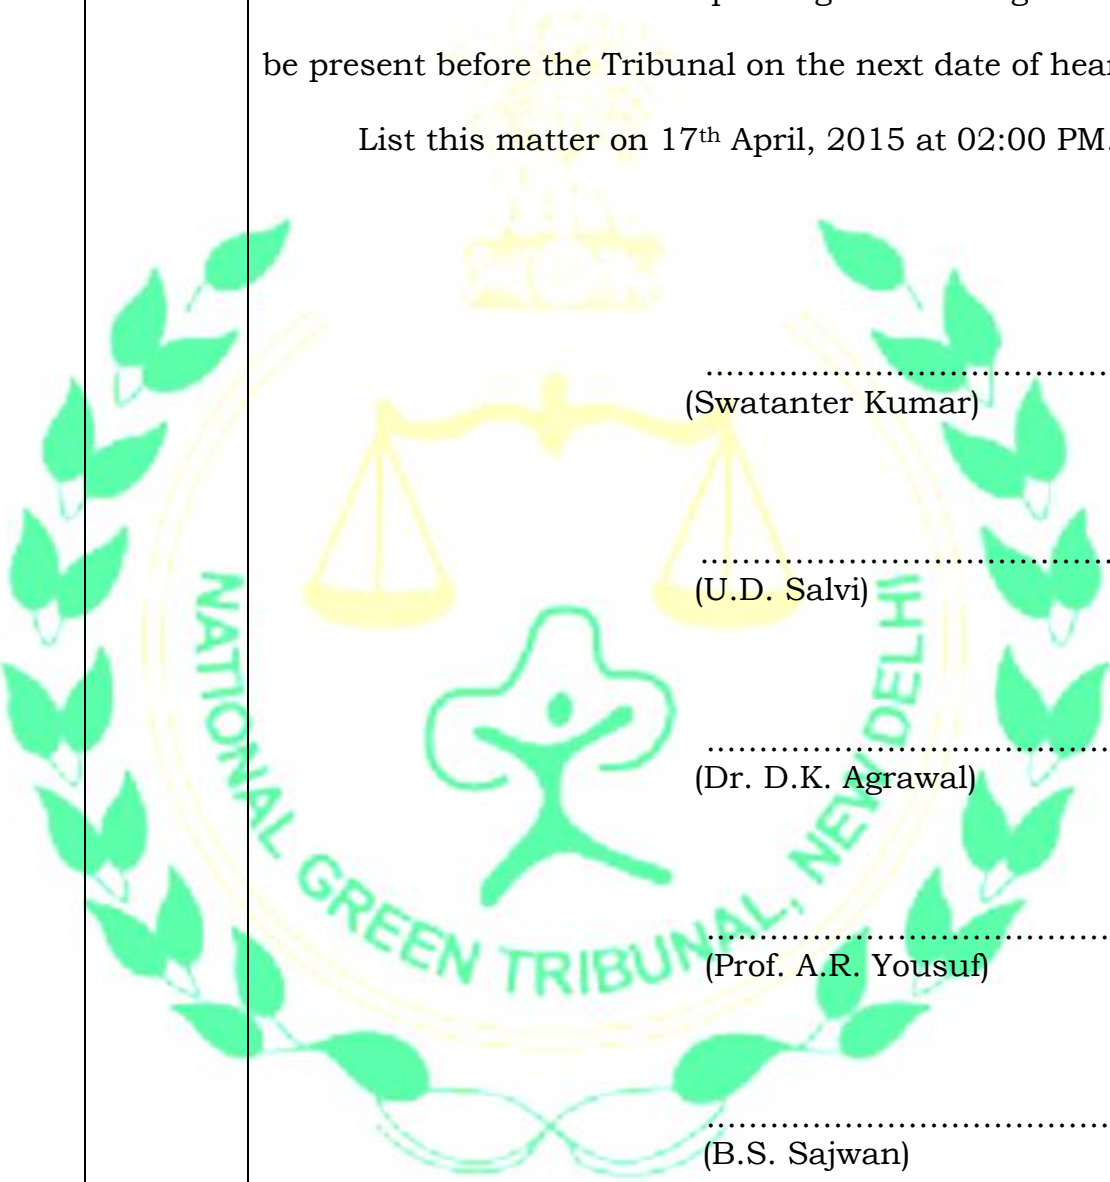 be present before the Tribunal on the next date of
List this matter on 17th April, 2015 at 02:00 PM.
(Swatanter Kumar)
(U.D. Salvi)
(Dr. D.K. Agrawal)
(Prof. A.R. Yousuf)
(B.S. Sajwan)
NATIONAL GREEN TRIBUNAL, NEW DELHI